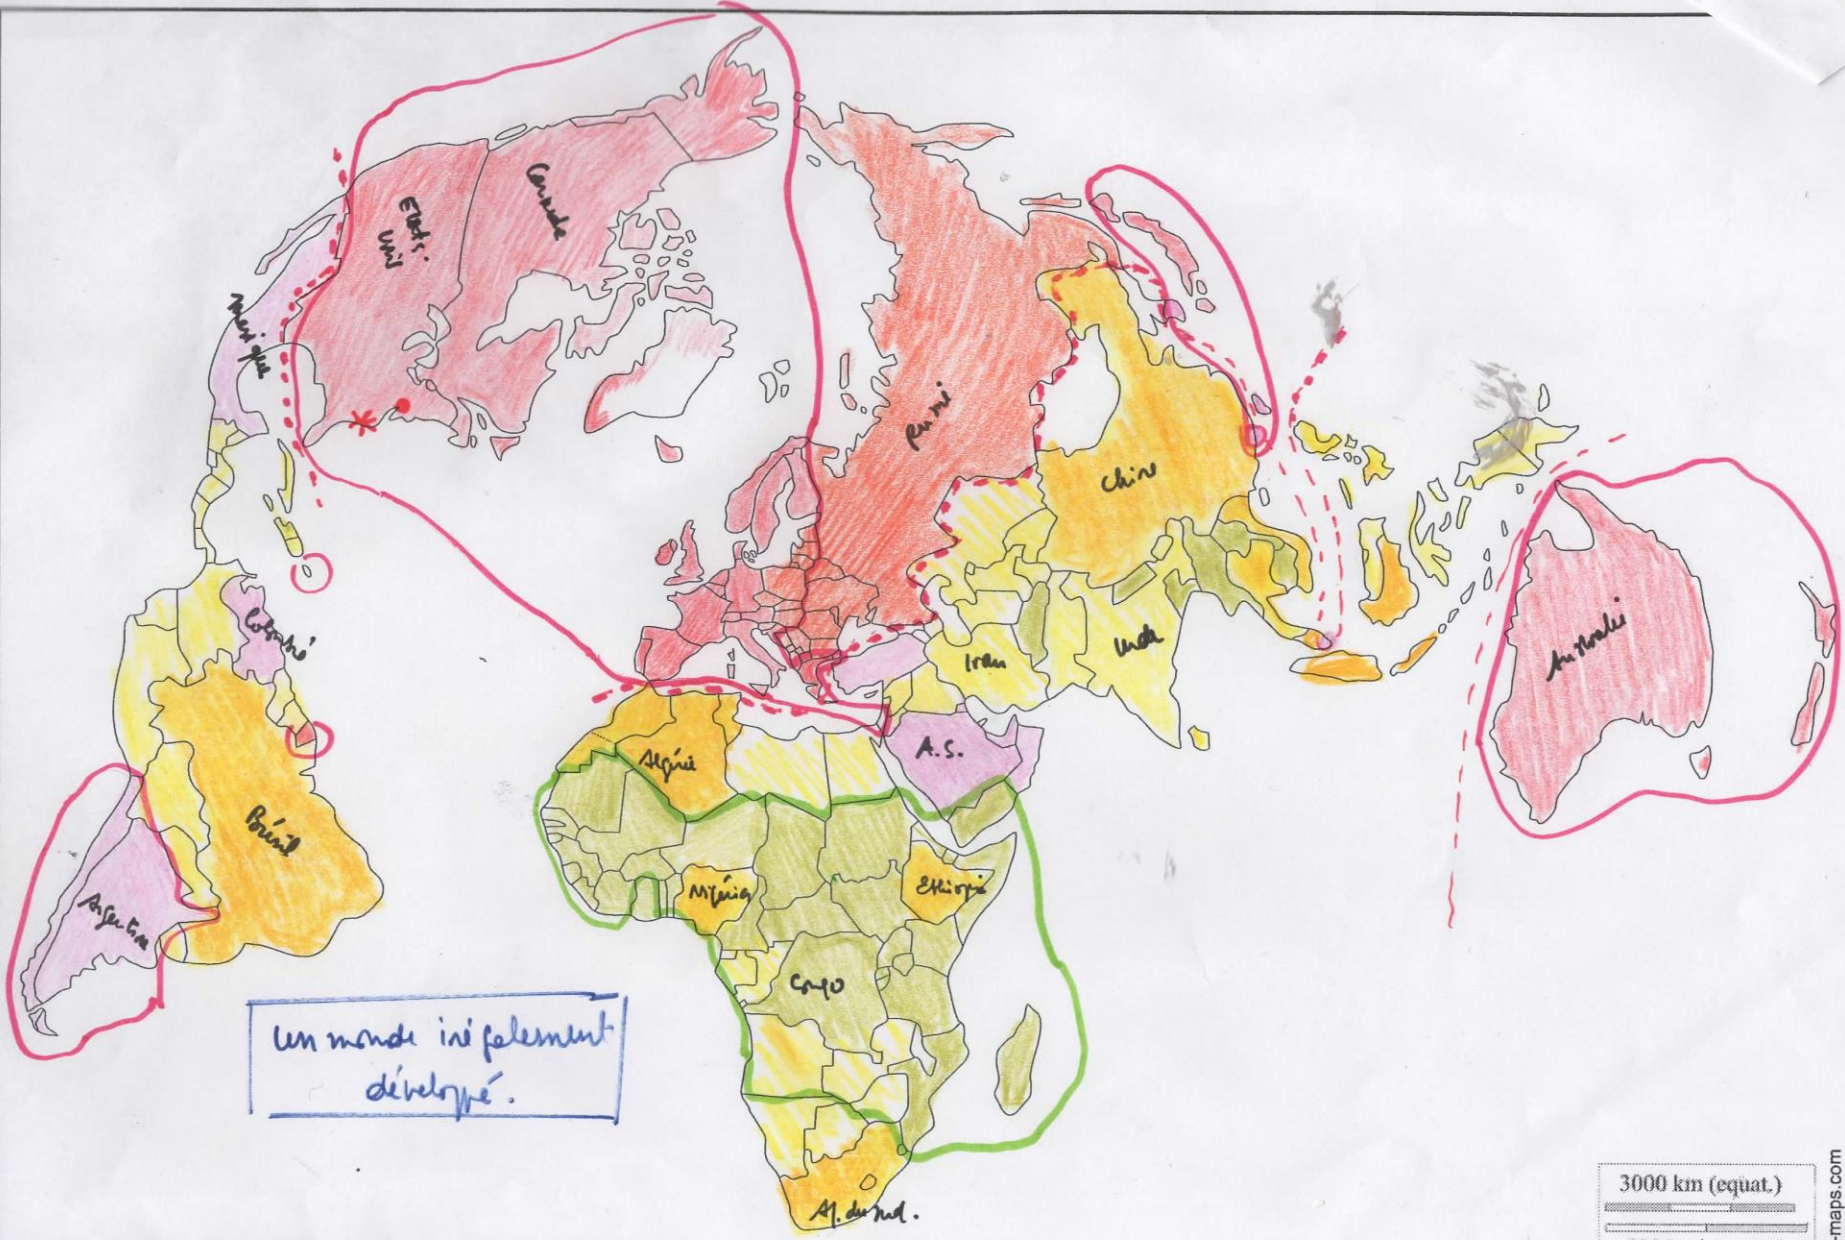 Etats-
Unis
Canada
Mexique
Russie
Chine
Colombie
Iran
Inde
Australie
A.S.
Algérie
Brésil
Nigéria
Ethiopie
Argentine
Congo
un monde inégalement
développé.
Af. du Sud.
3000 km (equat.)
-maps.com